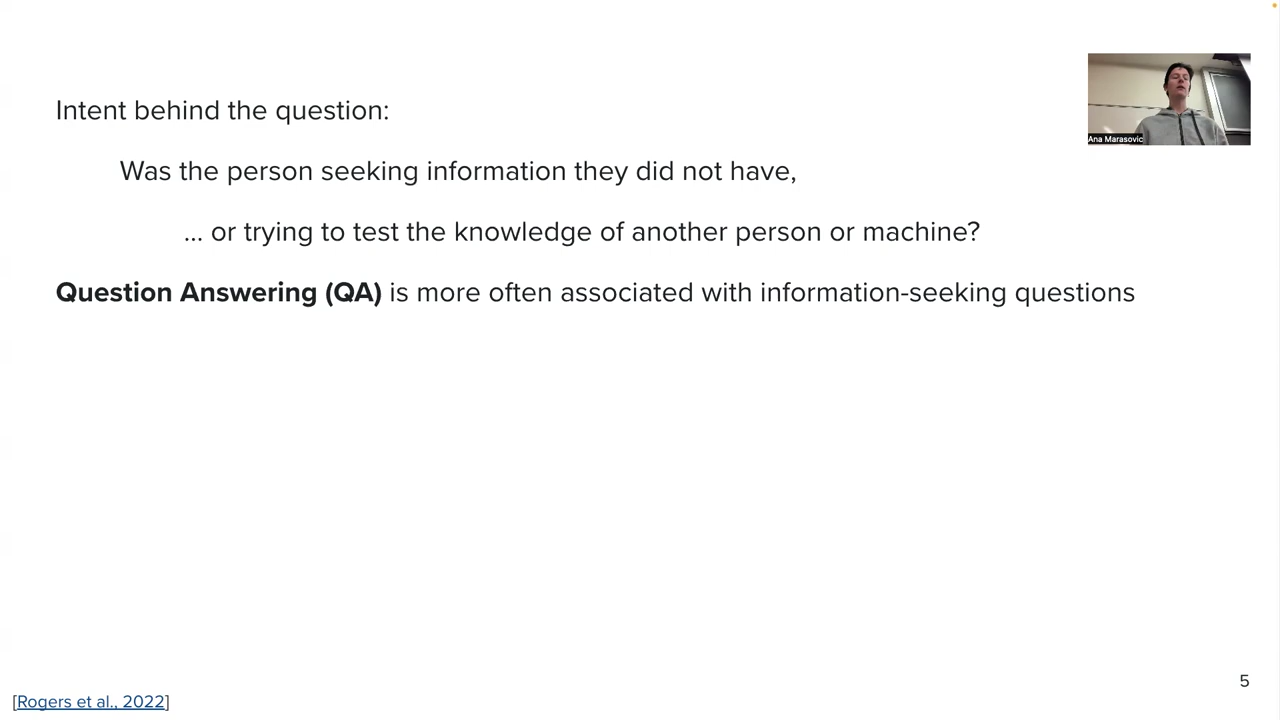 Intent behind the question:
Ana Marasovic
Was the person seeking information they did not have,
... or trying to test the knowledge of another person or machine?
Question Answering (QA) is more often associated with information-seeking questions
5
[Rogers et al., 2022]